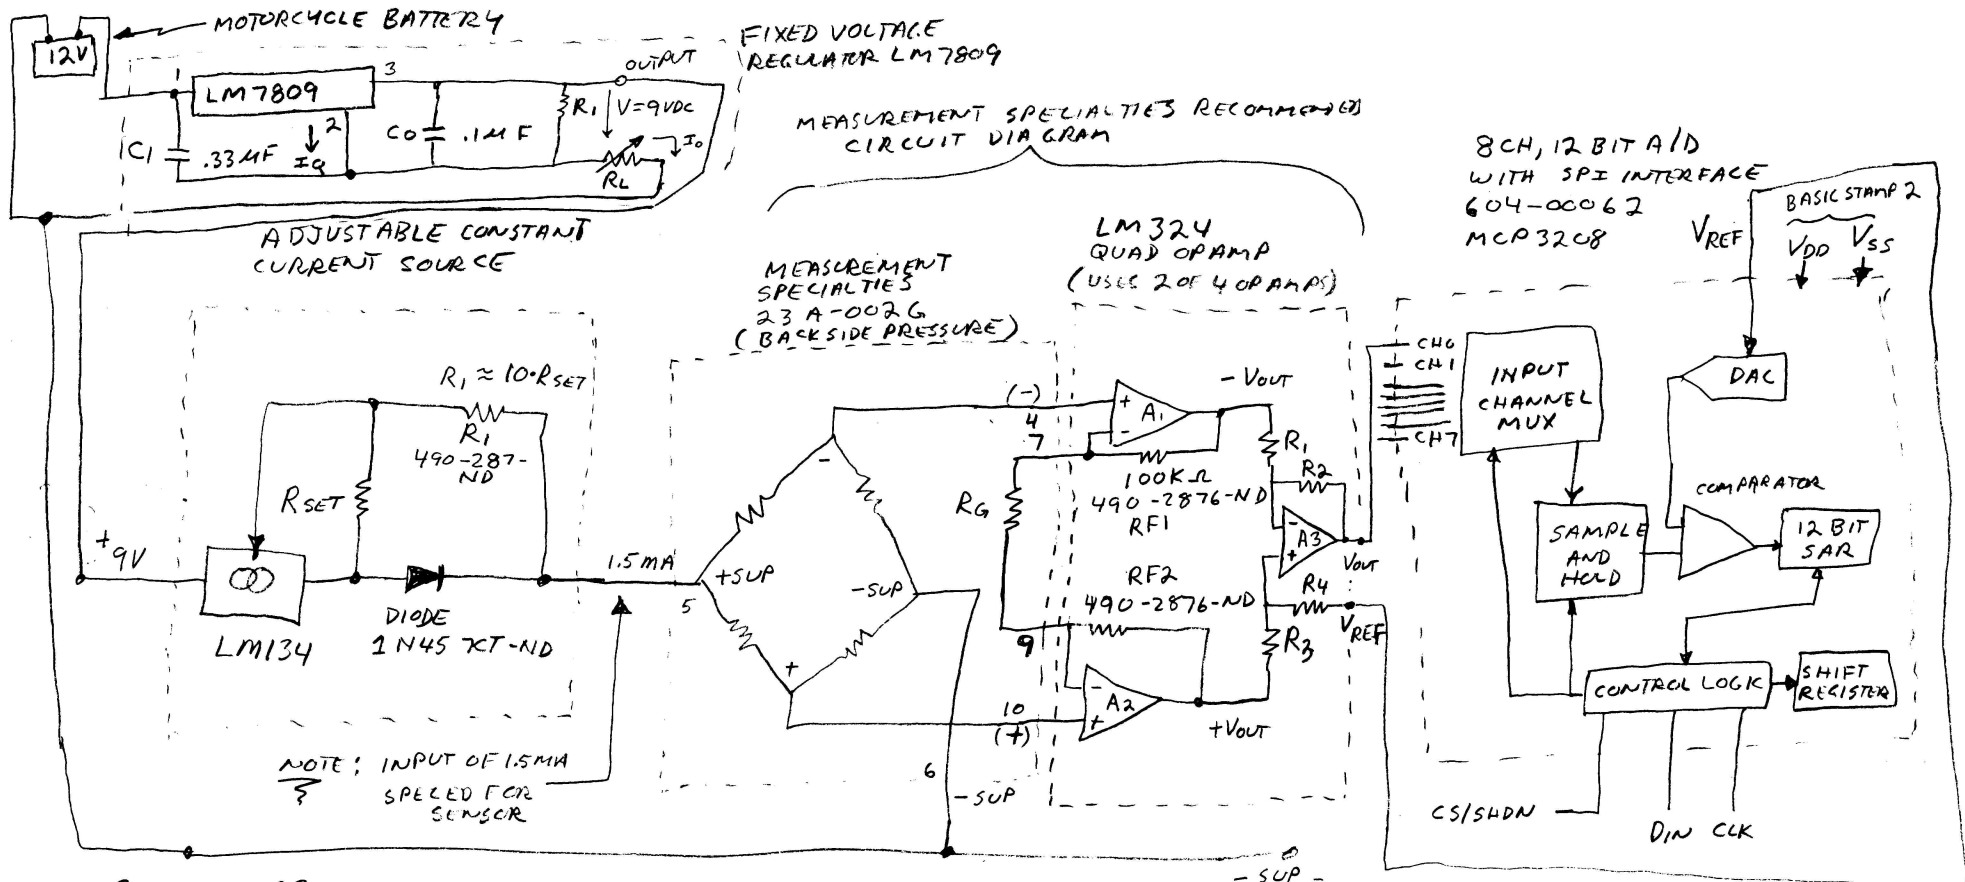 MOTORCYCLE BATTERY
12V
FIXED VOLTAGE
REGULATOR LM7809
LM7809
3
OUTPUT
2
IQ
C1
.33µF
CO
.1µF
R1
V=9VDC
IO
RL
ADJUSTABLE CONSTANT
CURRENT SOURCE
MEASUREMENT SPECIALTIES RECOMMENDED
CIRCUIT DIAGRAM
MEASUREMENT
SPECIALTIES
23A-002G
(BACKSIDE PRESSURE)
LM324
QUAD OPAMP
(USES 2 OF 4 OPAMPS)
8CH, 12 BIT A/D
WITH SPI INTERFACE
604-00062
MCP3208
VREF
BASIC STAMP 2
VDD
VSS
R1 ≈ 10·RSET
R1
490-287-
ND
RSET
+
9V
LM134
DIODE
1N457CT-ND
1.5MA
NOTE: INPUT OF 1.5MA
SPECED FOR
SENSOR
+SUP
5
-
-SUP
+
6
-SUP
(-)
4
7
RG
9
10
(+)
+
A1
-
-VOUT
100KΩ
490-2876-ND
RF1
R1
R2
-
A3
+
VOUT
RF2
490-2876-ND
R4
VREF
R3
-
A2
+
+VOUT
CH0
CH1
CH7
INPUT
CHANNEL
MUX
DAC
COMPARATOR
SAMPLE
AND
HOLD
12 BIT
SAR
CONTROL LOGIC
SHIFT
REGISTER
CS/SHDN
DIN CLK
-SUP-